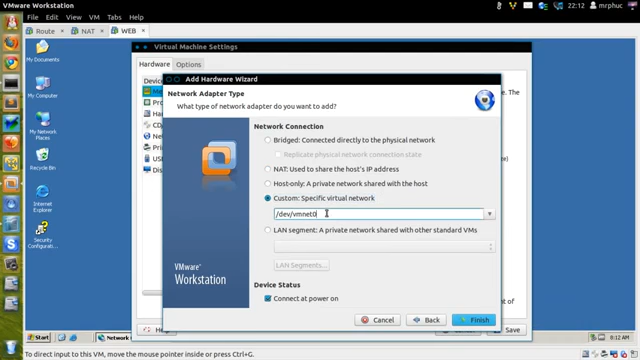 VMware Workstation
22:12
mrphuc
File
Edit
View
VM
Tabs
Help
Route
NAT
WEB
Virtual Machine Settings
My Documents
Hardware
Options
Add Hardware Wizard
Network Adapter Type
What type of network adapter do you want to add?
My Computer
My Network Places
Network Connection
Bridged: Connected directly to the physical network
Replicate physical network connection state
Recycle Bin
NAT: Used to share the host's IP address
Host-only: A private network shared with the host
Internet Explorer
Custom: Specific virtual network
/dev/vmnet0
LAN segment: A private network shared with other standard VMs
Security Configurati...
LAN Segments...
VMware®
Workstation
Device Status
Connect at power on
Cancel
Back
Finish
Save
Start
8:12 AM
To direct input to this VM, move the mouse pointer inside or press Ctrl+G.